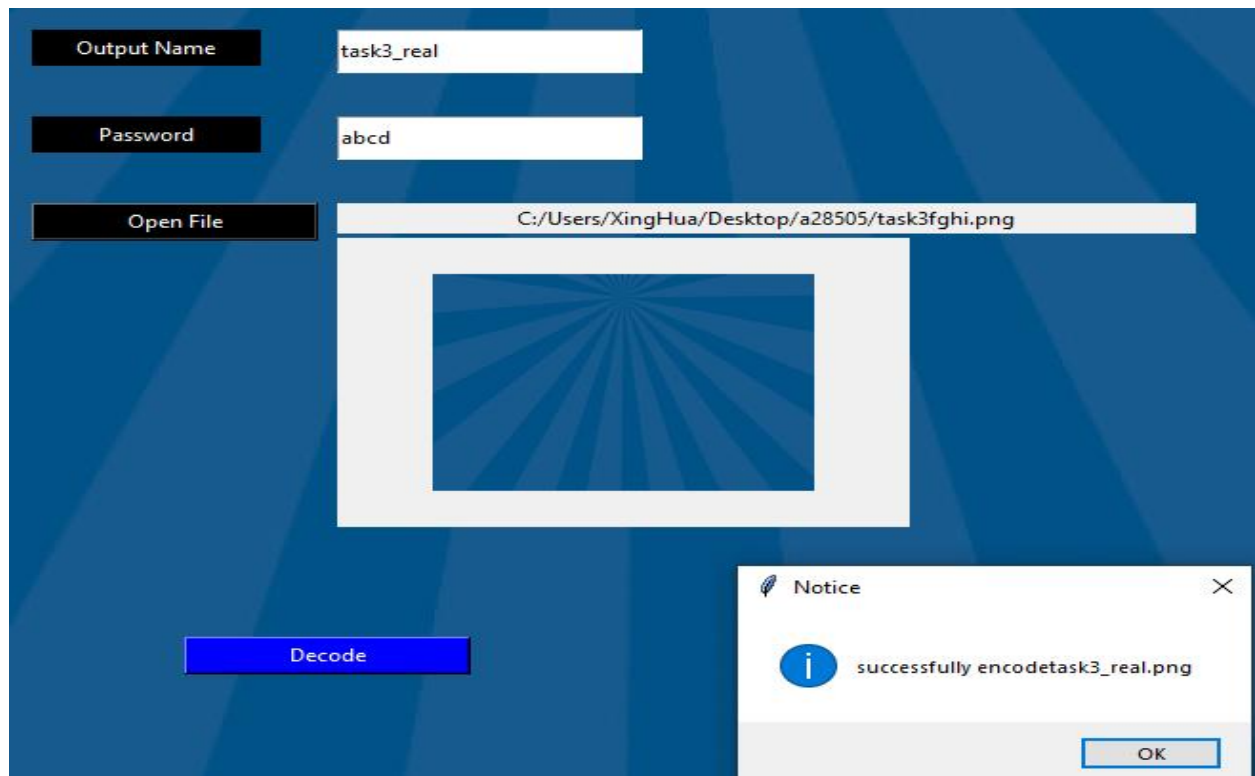 Output Name
task3_real
Password
abcd
Open File
C:/Users/XingHua/Desktop/a28505/task3fghi.png
Decode
Notice
successfully encodetask3_real.png
OK